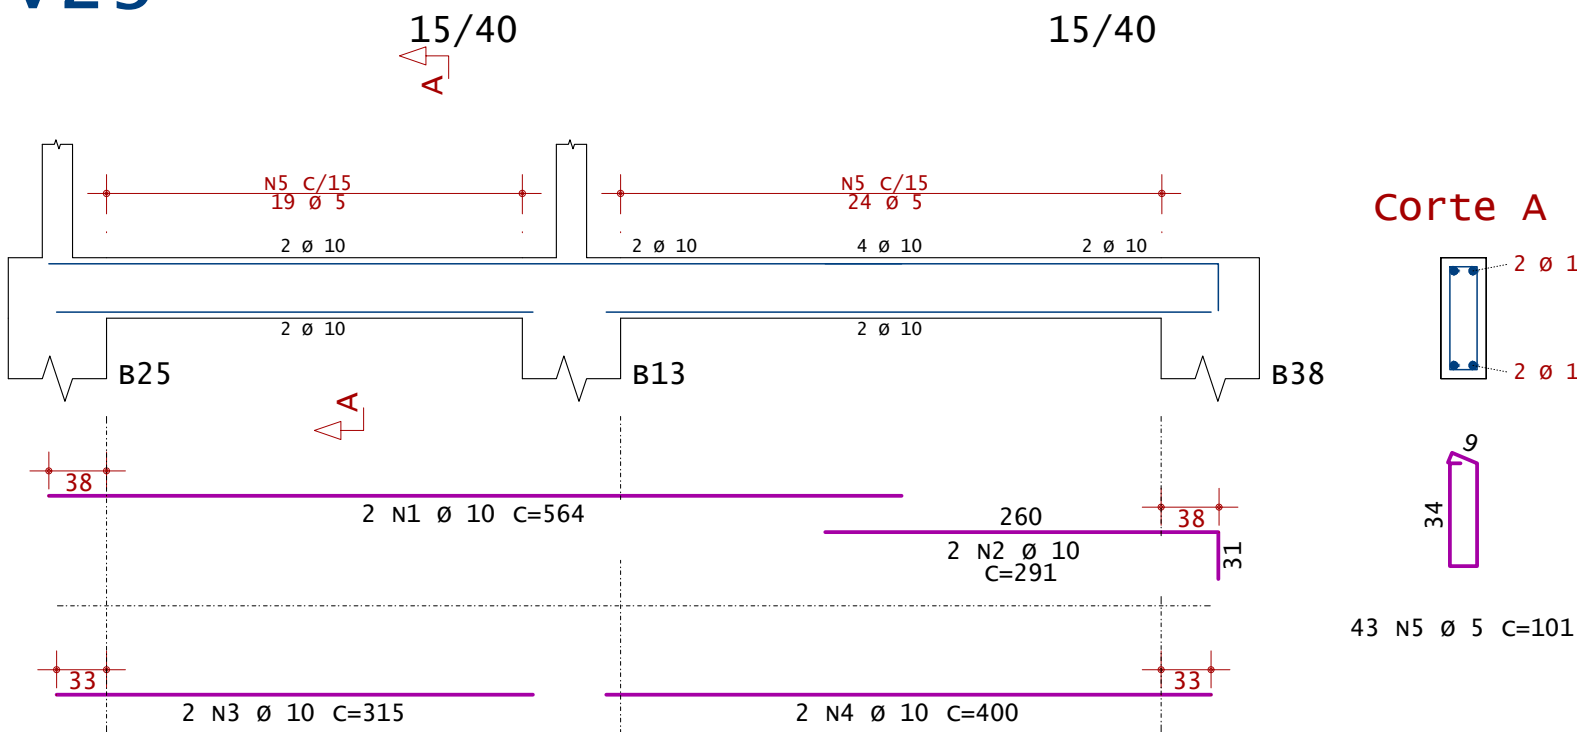 15/40 15/40
A
N5 C/15 N5 C/15
19 Ø 5 24 Ø 5
Corte A
2 Ø 10 2 Ø 10 4 Ø 10 2 Ø 10
2 Ø 1
2 Ø 10 2 Ø 10
B25 B13 B38
2 Ø 1
A
9
38
34
2 N1 Ø 10 C=564
260
38
2 N2 Ø 10
C=291
31
43 N5 Ø 5 C=101
33 33
2 N3 Ø 10 C=315 2 N4 Ø 10 C=400